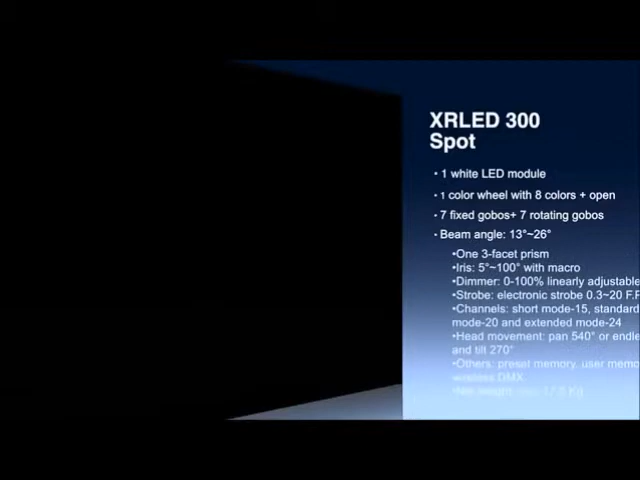 XRLED 300
Spot
• 1 white LED module
• 1 color wheel with 8 colors + open
• 7 fixed gobos+ 7 rotating gobos
• Beam angle: 13°~26°
•One 3-facet prism
•Iris: 5°~100° with macro
•Dimmer: 0-100% linearly adjustable
•Strobe: electronic strobe 0.3~20 F.P
•Channels: short mode-15, standard
mode-20 and extended mode-24
•Head movement: pan 540° or endle
and tilt 270°
•Others: preset memory, user memo
wireless DMX
•Net weight: Kg